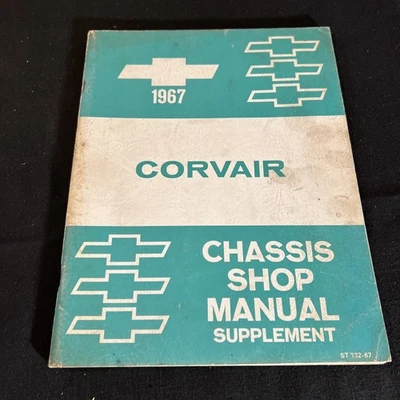 1967
CORVAIR
CHASSIS
SHOP
MANUAL
SUPPLEMENT
ST 132-67